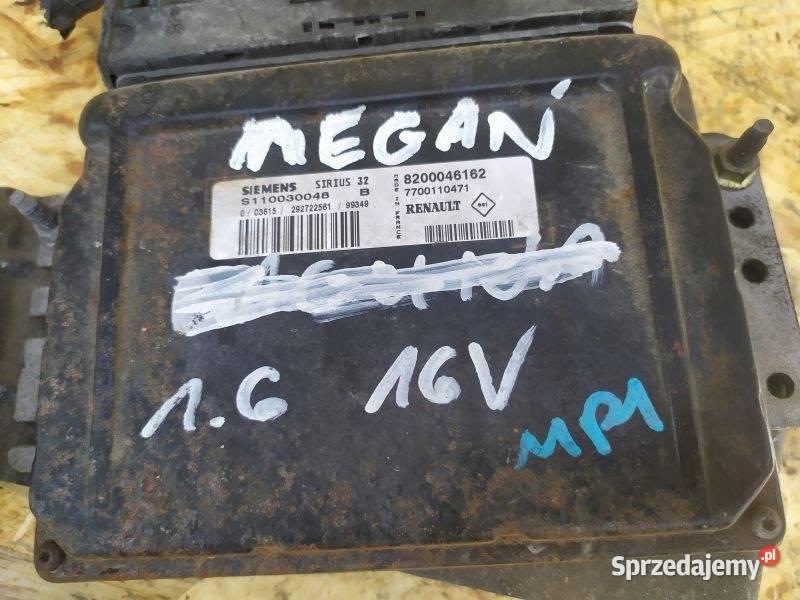 MEGAN
SIEMENS SIRIUS 32
S110030048 B
0 / 03615 / 292722561 / 99349
MADE IN FRANCE
8200046162
7700110471
RENAULT
1.6 16V
MPI
Sprzedajemy.pl